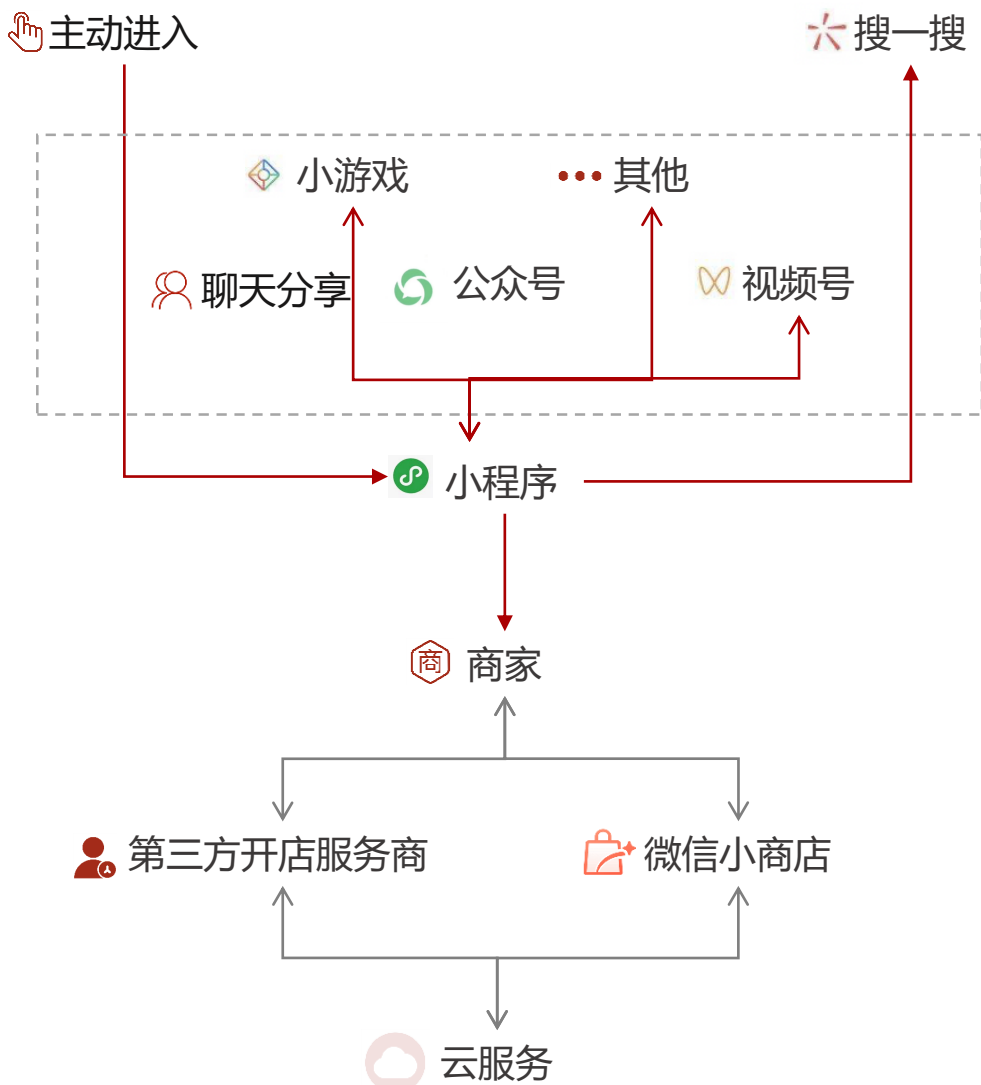 主动进入
搜一搜
小游戏
其他
聊天分享
公众号
视频号
小程序
商 商家
第三方开店服务商
微信小商店
云服务